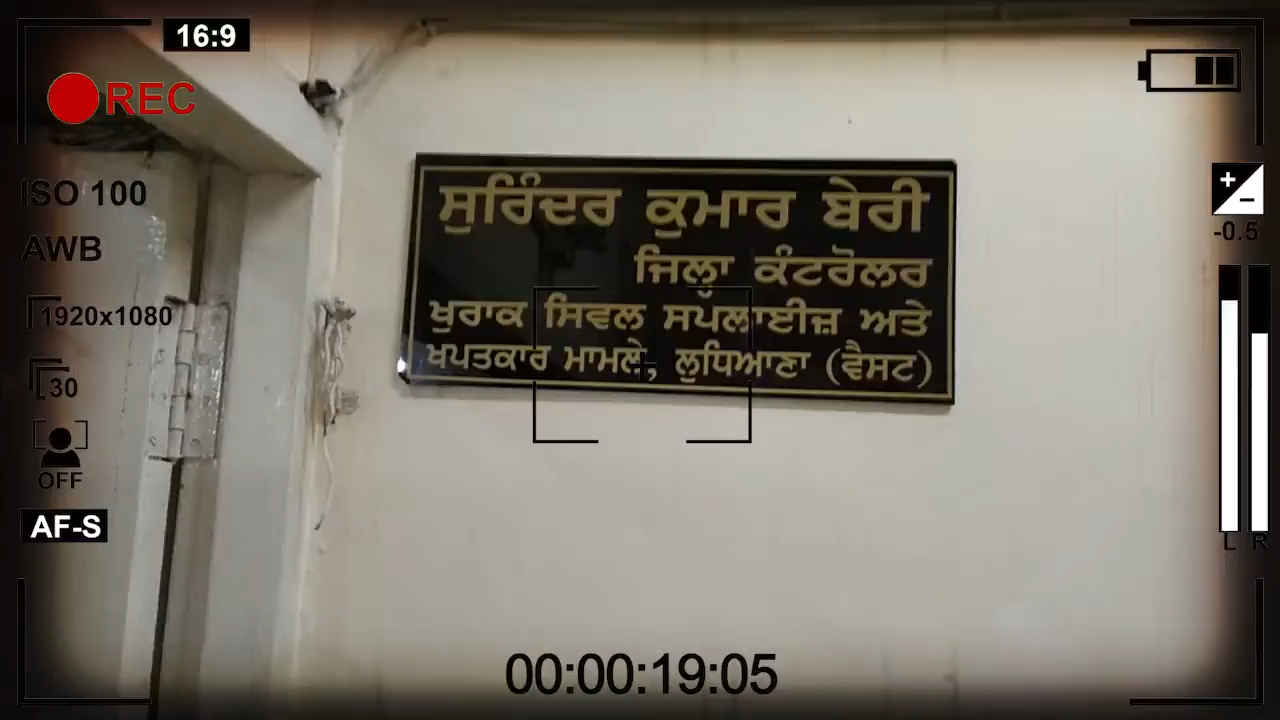 16:9
REC
ISO 100
AWB
1920x1080
30
OFF
AF-S
ਸੁਰਿੰਦਰ ਕੁਮਾਰ ਬੇਰੀ
ਜਿਲ੍ਹਾ ਕੰਟਰੋਲਰ
ਖੁਰਾਕ ਸਿਵਲ ਸਪਲਾਈਜ਼ ਅਤੇ
ਖਪਤਕਾਰ ਮਾਮਲੇ, ਲੁਧਿਆਣਾ (ਵੈਸਟ)
-0.5
L R
00:00:19:05